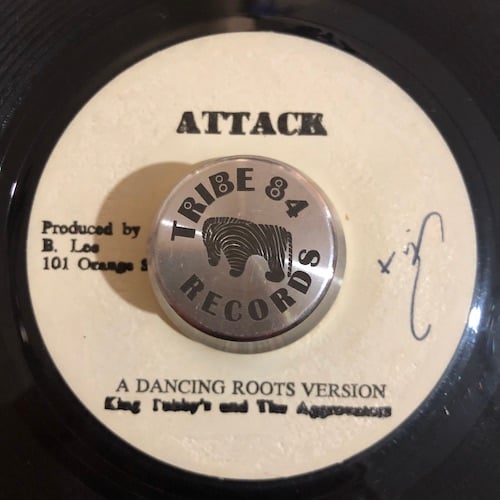 ATTACK
TRIBE 84
RECORDS
Produced by
B. Lee
101 Orange
A DANCING ROOTS VERSION
King Tubby's and The Aggrovators